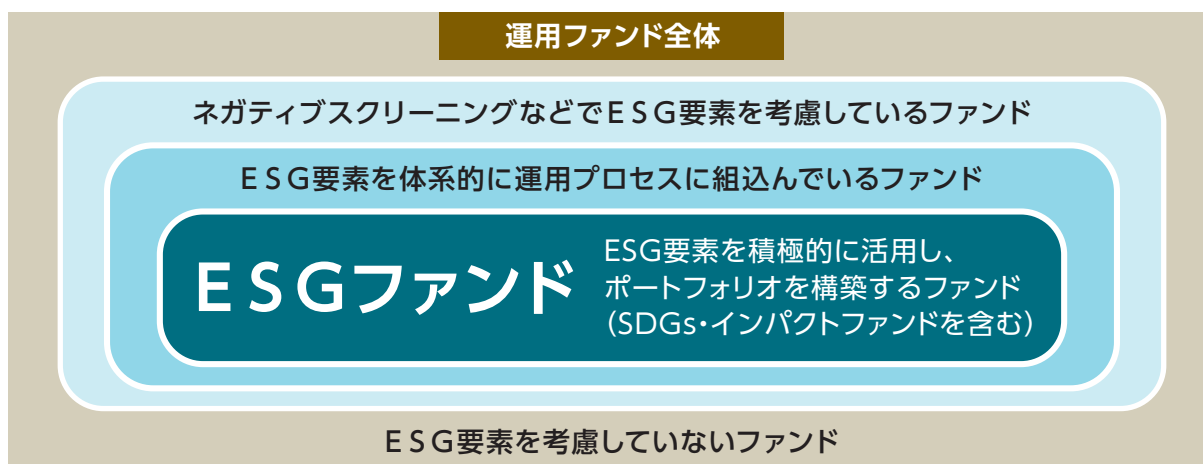 運用ファンド全体
ネガティブスクリーニングなどでESG要素を考慮しているファンド
ESG要素を体系的に運用プロセスに組込んでいるファンド
ESGファンド
ESG要素を積極的に活用し、
ポートフォリオを構築するファンド
（SDGs・インパクトファンドを含む）
ESG要素を考慮していないファンド